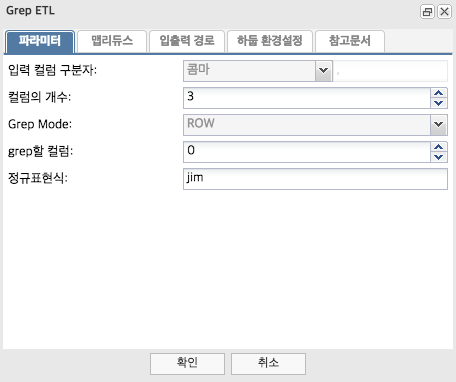 Grep ETL
파라미터 맵리듀스 입출력 경로 하둡 환경설정 참고문서
입력 컬럼 구분자: 콤마 ,
컬럼의 개수: 3
Grep Mode: ROW
grep할 컬럼: 0
정규표현식: jim
확인 취소